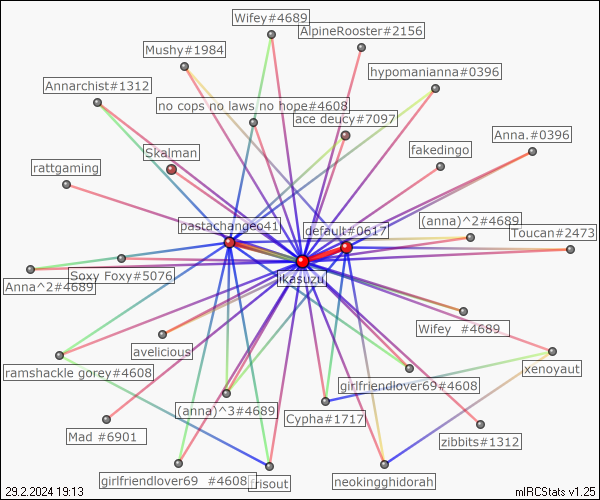 Wifey#4689
AlpineRooster#2156
Mushy#1984
hypomanianna#0396
Annarchist#1312
no cops no laws no hope#4608
ace deucy#7097
Anna.#0396
Skalman
fakedingo
rattgaming
pastachangeo41
default#0617
(anna)^2#4689
Toucan#2473
Soxy Foxy#5076
Anna^2#4689
ikasuzu
Wifey  #4689
avelicious
xenoyaut
ramshackle gorey#4608
girlfriendlover69#4608
(anna)^3#4689
Cypha#1717
Mad #6901
zibbits#1312
girlfriendlover69  #4608
frisout
neokingghidorah
29.2.2024 19:13
mIRCStats v1.25